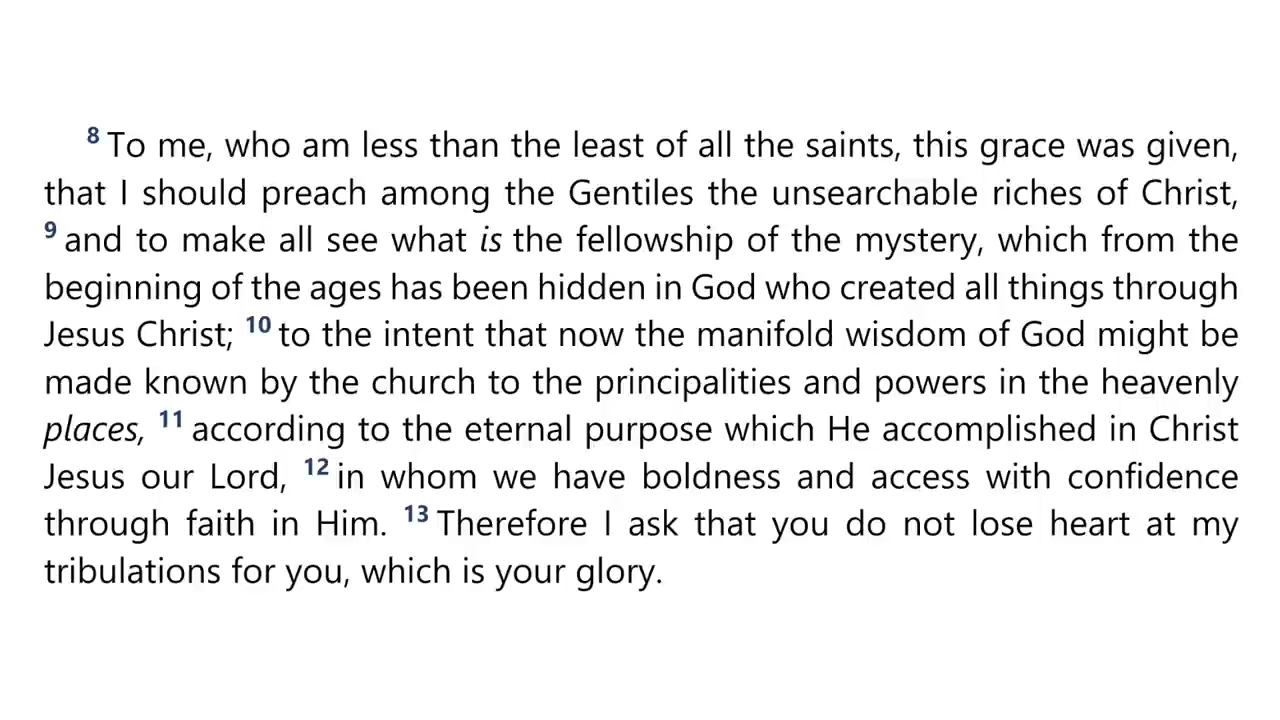 8 To me, who am less than the least of all the saints, this grace was given,
that I should preach among the Gentiles the unsearchable riches of Christ,
9 and to make all see what is the fellowship of the mystery, which from the
beginning of the ages has been hidden in God who created all things through
Jesus Christ; 10 to the intent that now the manifold wisdom of God might be
made known by the church to the principalities and powers in the heavenly
places, 11 according to the eternal purpose which He accomplished in Christ
Jesus our Lord, 12 in whom we have boldness and access with confidence
through faith in Him. 13 Therefore I ask that you do not lose heart at my
tribulations for you, which is your glory.